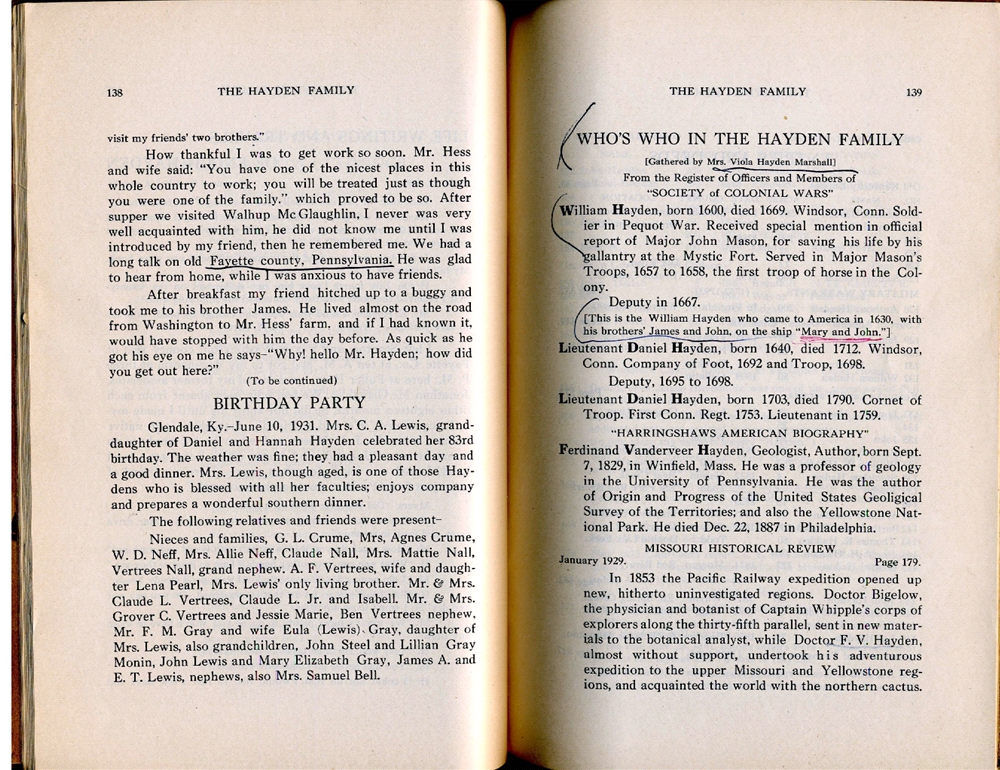 138
THE HAYDEN FAMILY
visit my friends' two brothers."
How thankful I was to get work so soon. Mr. Hess
and wife said: "You have one of the nicest places in this
whole country to work; you will be treated just as though
you were one of the family." which proved to be so. After
supper we visited Walhup McGlaughlin, I never was very
well acquainted with him, he did not know me until I was
introduced by my friend, then he remembered me. We had a
long talk on old Fayette county, Pennsylvania. He was glad
to hear from home, while I was anxious to have friends.
After breakfast my friend hitched up to a buggy and
took me to his brother James. He lived almost on the road
from Washington to Mr. Hess' farm, and if I had known it,
would have stopped with him the day before. As quick as he
got his eye on me he says-"Why! hello Mr. Hayden; how did
you get out here?"
(To be continued)
BIRTHDAY PARTY
Glendale, Ky.-June 10, 1931. Mrs. C. A. Lewis, grand-
daughter of Daniel and Hannah Hayden celebrated her 83rd
birthday. The weather was fine; they had a pleasant day and
a good dinner. Mrs. Lewis, though aged, is one of those Hay-
dens who is blessed with all her faculties; enjoys company
and prepares a wonderful southern dinner.
The following relatives and friends were present-
Nieces and families, G. L. Crume, Mrs, Agnes Crume,
W. D. Neff, Mrs. Allie Neff, Claude Nall, Mrs. Mattie Nall,
Vertrees Nall, grand nephew. A. F. Vertrees, wife and daugh-
ter Lena Pearl, Mrs. Lewis' only living brother. Mr. & Mrs.
Claude L. Vertrees, Claude L. Jr. and Isabell. Mr. & Mrs.
Grover C. Vertrees and Jessie Marie, Ben Vertrees nephew,
Mr. F. M. Gray and wife Eula (Lewis) Gray, daughter of
Mrs. Lewis, also grandchildren, John Steel and Lillian Gray
Monin, John Lewis and Mary Elizabeth Gray, James A. and
E. T. Lewis, nephews, also Mrs. Samuel Bell.
THE HAYDEN FAMILY
139
WHO'S WHO IN THE HAYDEN FAMILY
[Gathered by Mrs. Viola Hayden Marshall]
From the Register of Officers and Members of
"SOCIETY of COLONIAL WARS"
William Hayden, born 1600, died 1669. Windsor, Conn. Sold-
ier in Pequot War. Received special mention in official
report of Major John Mason, for saving his life by his
gallantry at the Mystic Fort. Served in Major Mason's
Troops, 1657 to 1658, the first troop of horse in the Col-
ony.
Deputy in 1667.
[This is the William Hayden who came to America in 1630, with
his brothers' James and John, on the ship "Mary and John."]
Lieutenant Daniel Hayden, born 1640, died 1712. Windsor,
Conn. Company of Foot, 1692 and Troop, 1698.
Deputy, 1695 to 1698.
Lieutenant Daniel Hayden, born 1703, died 1790. Cornet of
Troop. First Conn. Regt. 1753. Lieutenant in 1759.
"HARRINGSHAWS AMERICAN BIOGRAPHY"
Ferdinand Vanderveer Hayden, Geologist, Author, born Sept.
7, 1829, in Winfield, Mass. He was a professor of geology
in the University of Pennsylvania. He was the author
of Origin and Progress of the United States Geoligical
Survey of the Territories; and also the Yellowstone Nat-
ional Park. He died Dec. 22, 1887 in Philadelphia.
MISSOURI HISTORICAL REVIEW
January 1929. Page 179.
In 1853 the Pacific Railway expedition opened up
new, hitherto uninvestigated regions. Doctor Bigelow,
the physician and botanist of Captain Whipple's corps of
explorers along the thirty-fifth parallel, sent in new mater-
ials to the botanical analyst, while Doctor F. V. Hayden,
almost without support, undertook his adventurous
expedition to the upper Missouri and Yellowstone reg-
ions, and acquainted the world with the northern cactus.